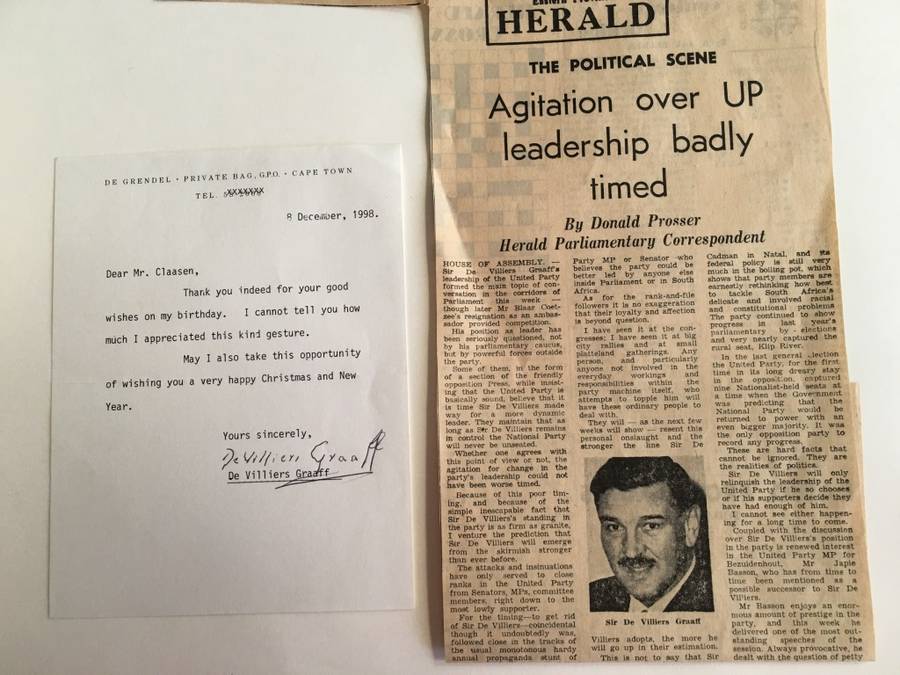 DE GRENDEL · PRIVATE BAG, G.P.O. · CAPE TOWN
TEL.
8 December, 1998.
Dear Mr. Claasen,
Thank you indeed for your good
wishes on my birthday. I cannot tell you how
much I appreciated this kind gesture.
May I also take this opportunity
of wishing you a very happy Christmas and New
Year.
Yours sincerely,
De Villiers Graaff
De Villiers Graaff
HERALD
THE POLITICAL SCENE
Agitation over UP
leadership badly
timed
By Donald Prosser
Herald Parliamentary Correspondent
HOUSE OF ASSEMBLY. —
Sir De Villiers Graaff's
leadership of the United Party
formed the main topic of con-
versation in the corridors of
Parliament this week —
though later Mr Blaar Coet-
zee's resignation as an ambas-
sador provided competition.
His position as leader has
been seriously questioned, not
by his parliamentary caucus,
but by powerful forces outside
the party.
Some of them, in the form
of a section of the friendly
opposition Press, while insist-
ing that the United Party is
basically sound, believe that it
is time Sir De Villiers made
way for a more dynamic
leader. They maintain that as
long as Sir De Villiers remains
in control the National Party
will never be unseated.
Whether one agrees with
this point of view or not, the
agitation for change in the
party's leadership could not
have been worse timed.
Because of this poor tim-
ing, and because of the
simple inescapable fact that
Sir De Villiers's standing in
the party is as firm as granite,
I venture the prediction that
Sir De Villiers will emerge
from the skirmish stronger
than ever before.
The attacks and insinuations
have only served to close
ranks in the United Party
from Senators, MPs, committee
members, right down to the
most lowly supporter.
For the timing—to get rid
of Sir De Villiers—coincidental
though it undoubtedly was,
followed close in the tracks of
the usual monotonous hardy
annual propaganda stunt of
Party MP or Senator who
believes the party could be
better led by anyone else
inside Parliament or in South
Africa.
As for the rank-and-file
followers it is no exaggeration
that their loyalty and affection
is beyond question.
I have seen it at the con-
gresses; I have seen it at big
city rallies and at small
platteland gatherings. Any
person, and particularly
anyone not involved in the
everyday workings and
responsibilities within the
party machine itself, who
attempts to topple him will
have these ordinary people to
deal with.
They will — as the next few
weeks will show — resent this
personal onslaught and the
stronger the line Sir De
Sir De Villiers Graaff
Villiers adopts, the more he
will go up in their estimation.
This is not to say that Sir
Cadman in Natal, and its
federal policy is still very
much in the boiling pot, which
shows that party members are
earnestly rethinking how best
to tackle South Africa's
delicate and involved racial
and constitutional problems
The party continued to show
progress in last year's
parliamentary by-elections
and very nearly captured the
rural seat, Klip River.
In the last general election
the United Party, for the first
time in its long dreary stay
in the opposition, captured
nine Nationalist-held seats at
a time when the Government
was predicting that the
National Party would be
returned to power with an
even bigger majority. It was
the only opposition party to
record any progress.
These are hard facts that
cannot be ignored. They are
the realities of politics.
Sir De Villiers will only
relinquish the leadership of the
United Party if he so chooses
or if his supporters decide they
have had enough of him.
I cannot see either happen-
ing for a long time to come.
Coupled with the discussion
over Sir De Villiers's position
in the party is renewed interest
in the United Party MP for
Bezuidenhout, Mr Japie
Basson, who has from time to
time been mentioned as a
possible successor to Sir De
Villiers.
Mr Basson enjoys an enor-
mous amount of prestige in the
party, and this week he
delivered one of the most out-
standing speeches of the
session. Always provocative, he
dealt with the question of petty